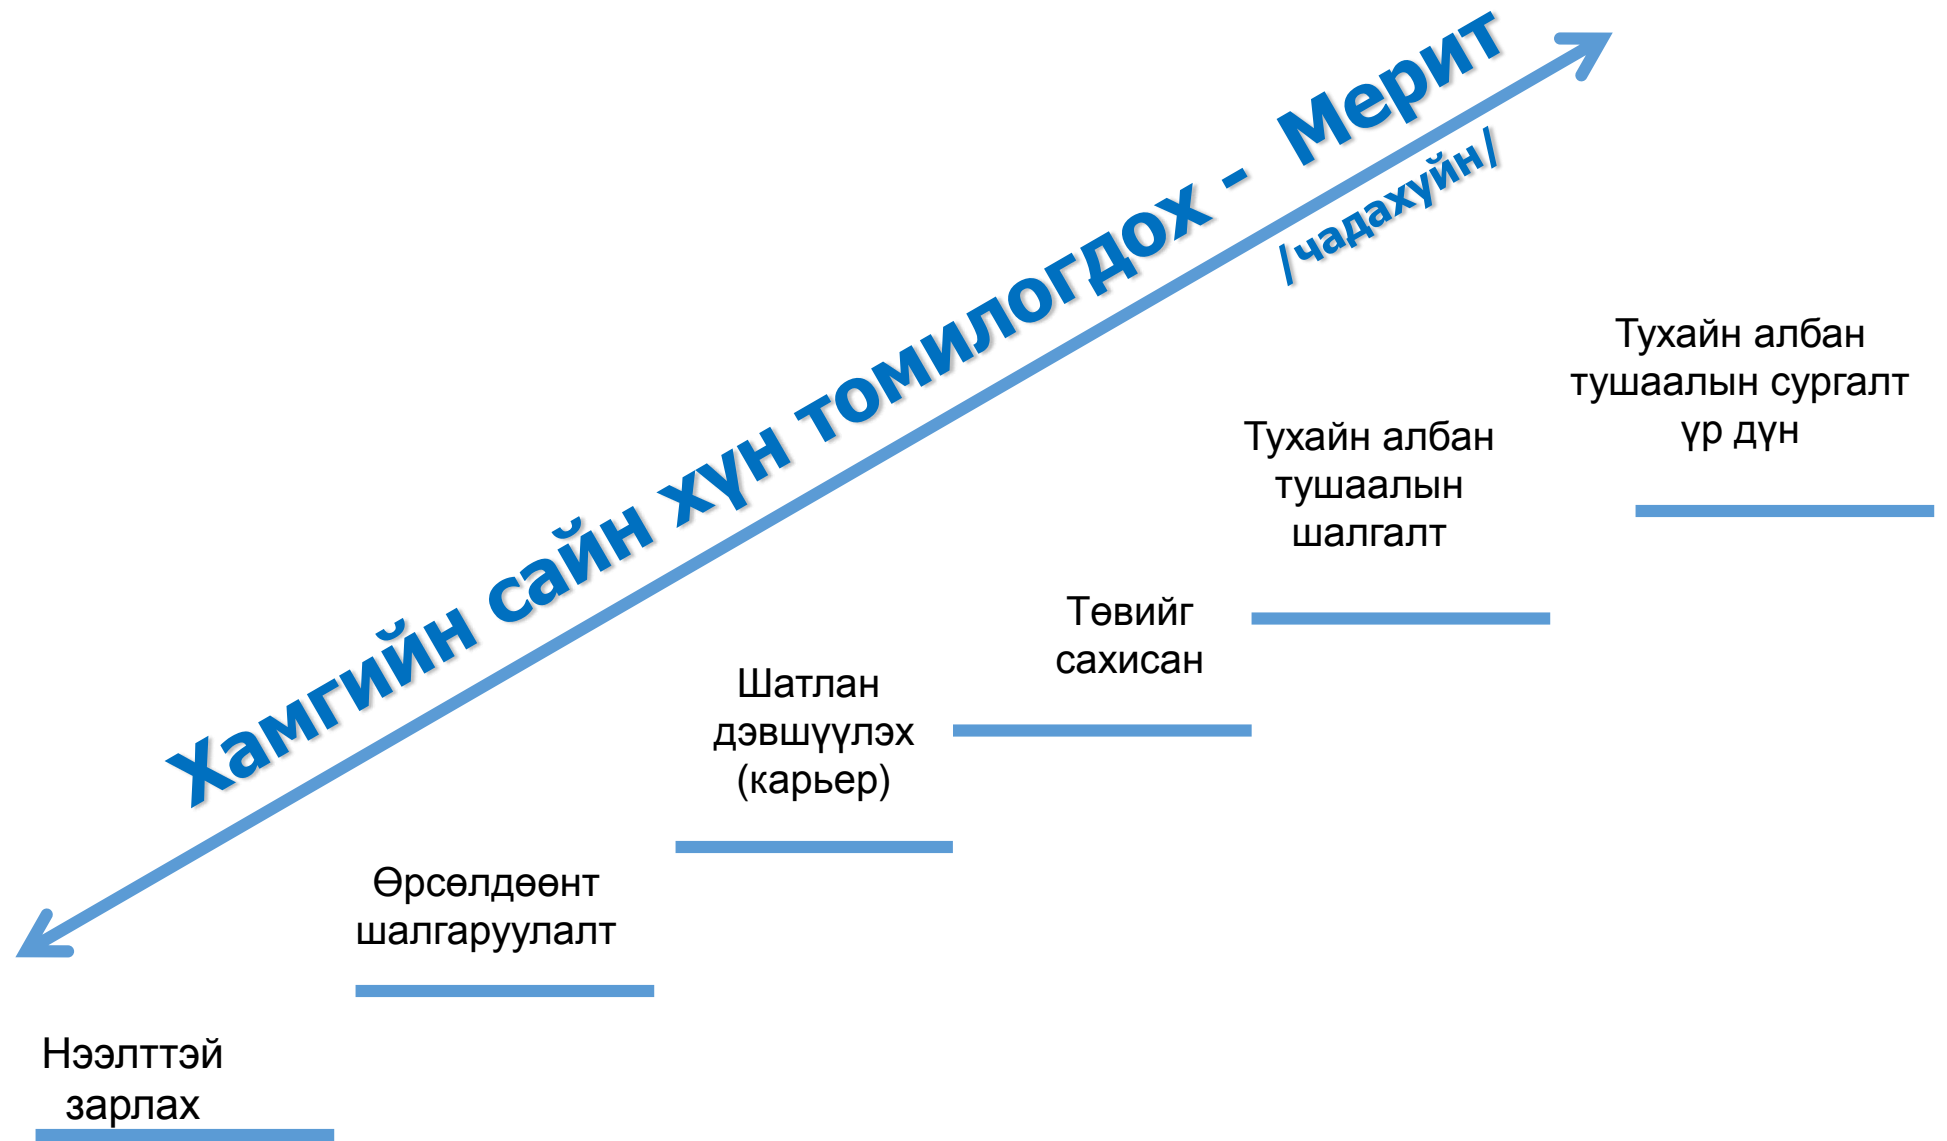 Хамгийн сайн хүн томилогдох - Мерит
/чадахуйн/
Тухайн албан
тушаалын сургалт
үр дүн
Тухайн албан
тушаалын
шалгалт
Төвийг
сахисан
Шатлан
дэвшүүлэх
(карьер)
Өрсөлдөөнт
шалгаруулалт
Нээлттэй
зарлах